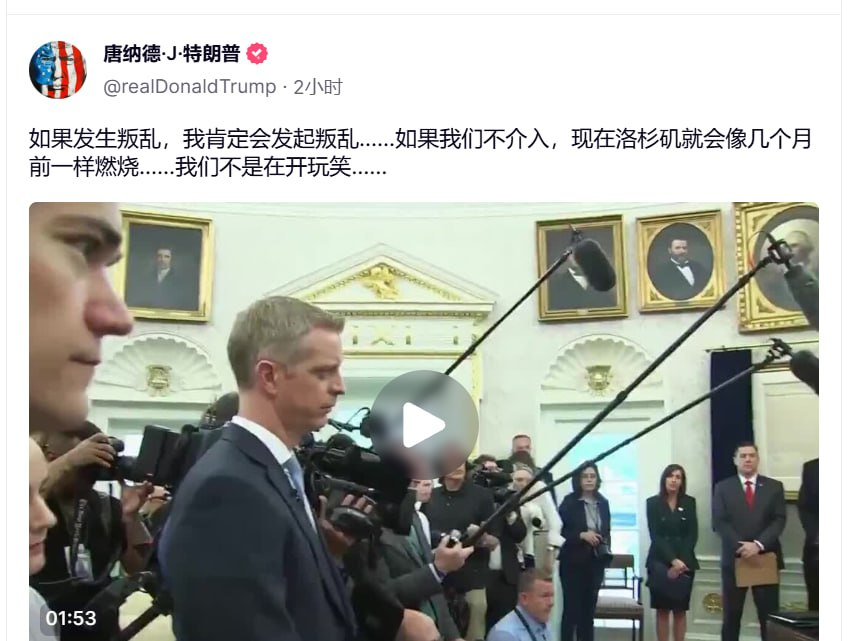 唐纳德·J·特朗普
@realDonaldTrump · 2小时
如果发生叛乱，我肯定会发起叛乱......如果我们不介入，现在洛杉矶就会像几个月
前一样燃烧......我们不是在开玩笑......
01:53